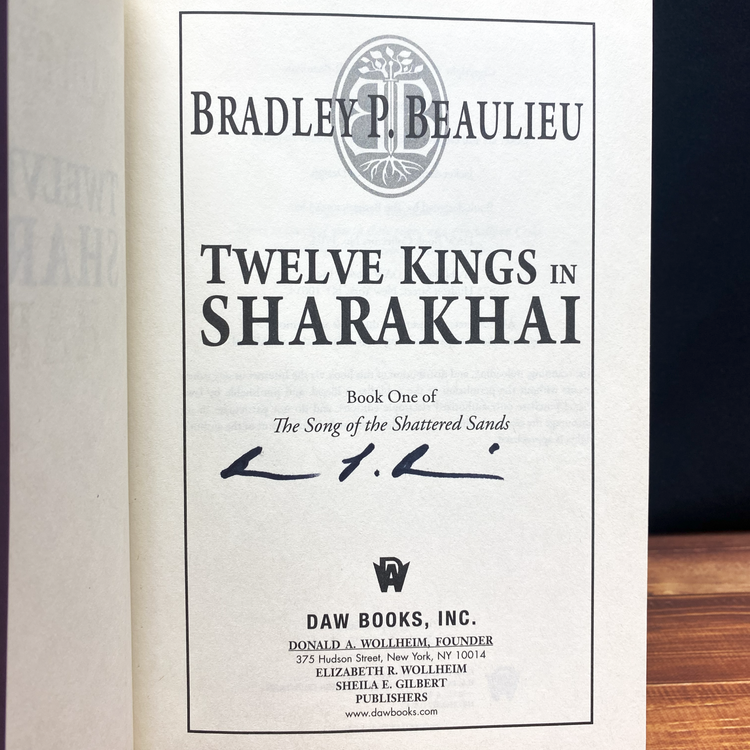 BRADLEY P. BEAULIEU
TWELVE KINGS IN
SHARAKHAI
Book One of
The Song of the Shattered Sands
DAW
DAW BOOKS, INC.
DONALD A. WOLLHEIM, FOUNDER
375 Hudson Street, New York, NY 10014
ELIZABETH R. WOLLHEIM
SHEILA E. GILBERT
PUBLISHERS
www.dawbooks.com